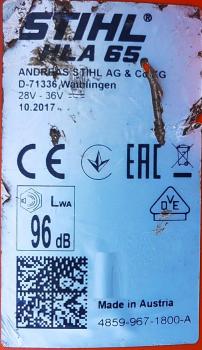 STIHL
HLA 65
ANDREAS STIHL AG & Co. KG
D-71336 Waiblingen
28V - 36V
10.2017
CE EAC
LWA
96 dB
OVE
Made in Austria
4859-967-1800-A